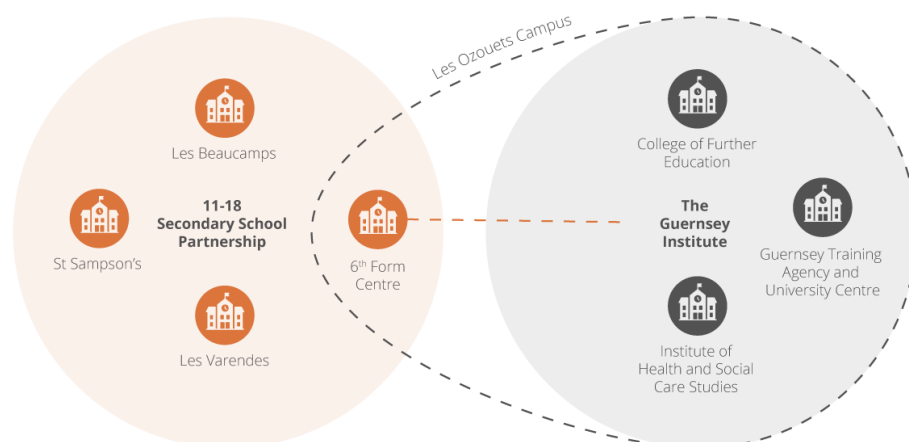 Les Ozouets Campus
Les Beaucamps
11-18
Secondary School
Partnership
St Sampson's
Les Varendes
6th Form
Centre
College of Further
Education
The
Guernsey
Institute
Guernsey Training
Agency and
University Centre
Institute of
Health and Social
Care Studies